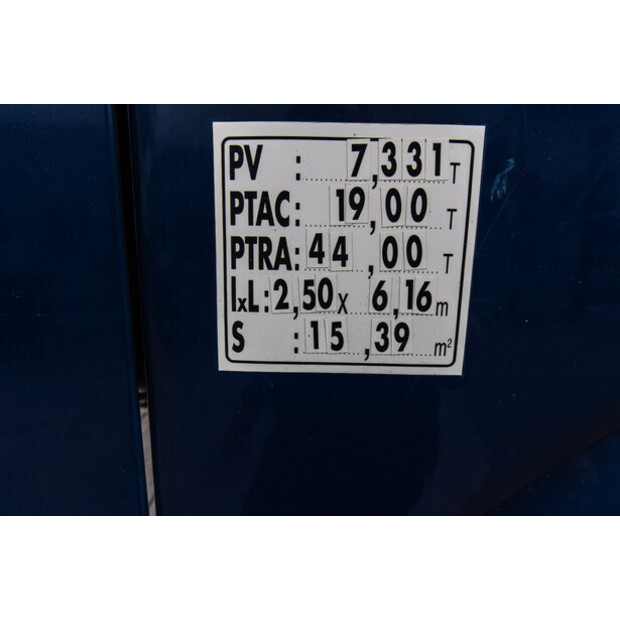 PV : 7,331 T
PTAC: 19,00 T
PTRA: 44,00 T
lxL: 2,50 x 6,16 m
S : 15,39 m²